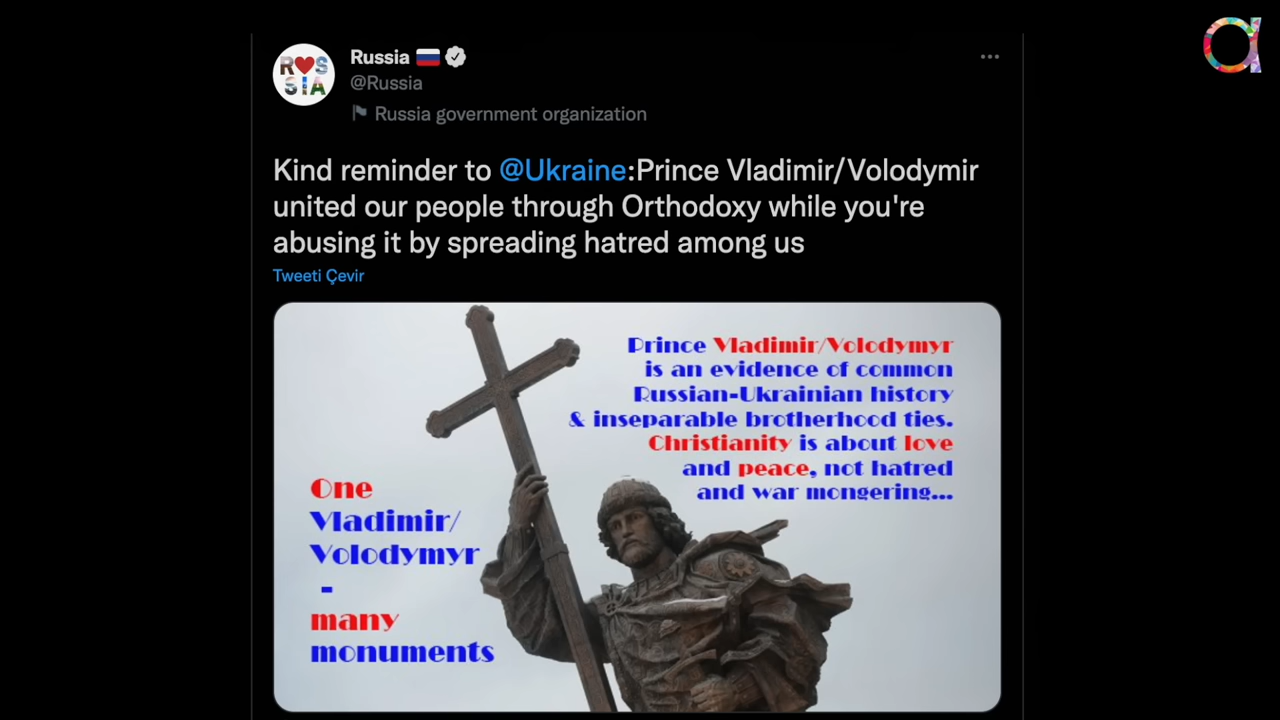 Russia
@Russia
Russia government organization
Kind reminder to @Ukraine:Prince Vladimir/Volodymir
united our people through Orthodoxy while you're
abusing it by spreading hatred among us
Tweeti Çevir
Prince Vladimir/Volodymyr
is an evidence of common
Russian-Ukrainian history
& inseparable brotherhood ties.
Christianity is about love
and peace, not hatred
and war mongering...
One
Vladimir/
Volodymyr
-
many
monuments
R❤S
SIA